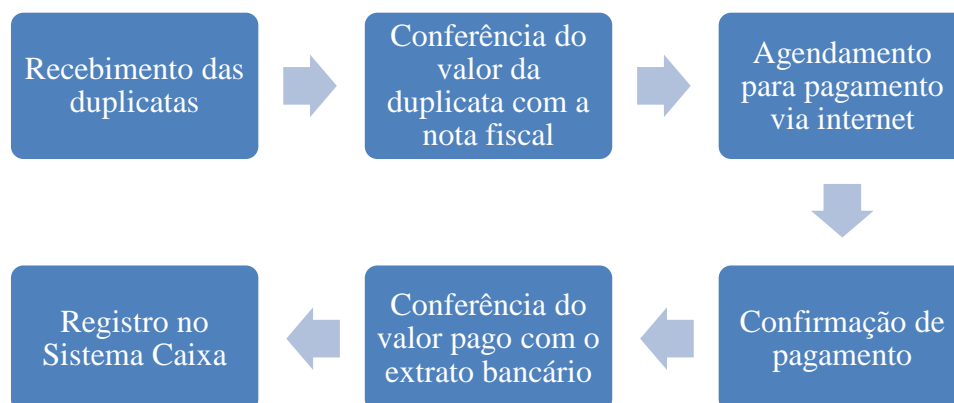 Recebimento das
duplicatas
Conferência do
valor da
duplicata com a
nota fiscal
Agendamento
para pagamento
via internet
Confirmação de
pagamento
Conferência do
valor pago com o
extrato bancário
Registro no
Sistema Caixa